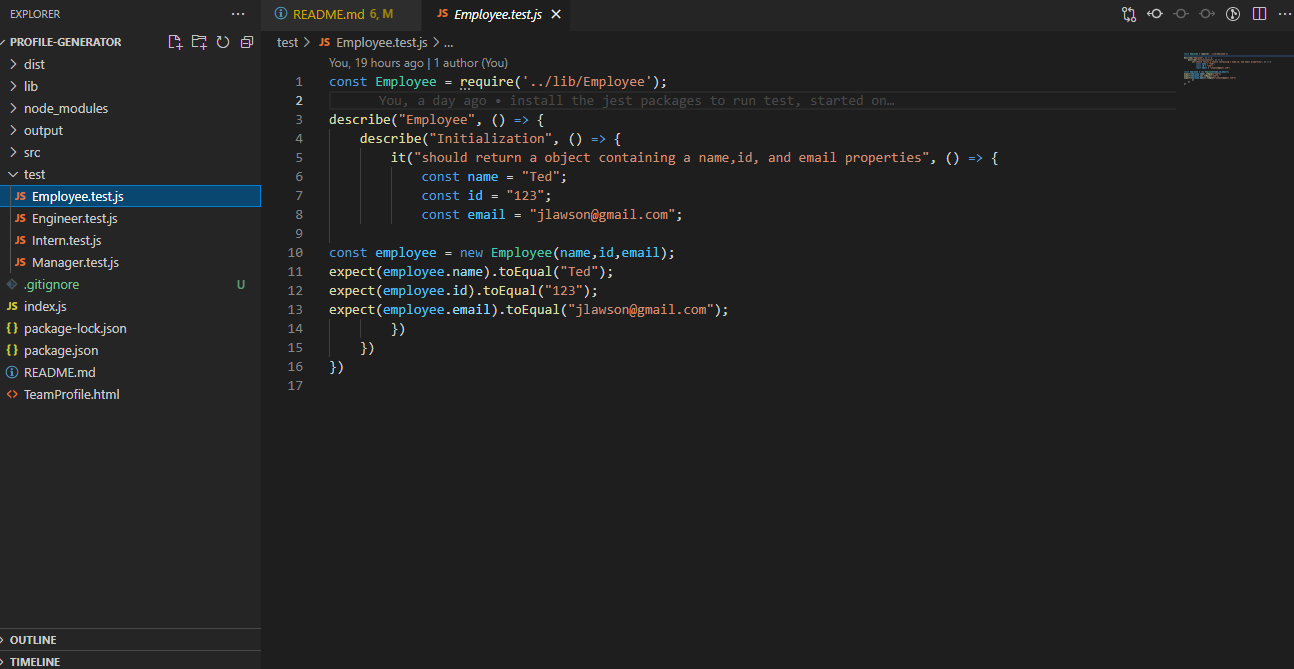 EXPLORER
PROFILE-GENERATOR
dist
lib
node_modules
output
src
test
JS Employee.test.js
JS Engineer.test.js
JS Intern.test.js
JS Manager.test.js
.gitignore U
JS index.js
{} package-lock.json
{} package.json
README.md
<> TeamProfile.html
OUTLINE
TIMELINE
README.md 6, M JS Employee.test.js
test > JS Employee.test.js > ...
You, 19 hours ago | 1 author (You)
1 const Employee = require('../lib/Employee');
2 You, a day ago • install the jest packages to run test, started on…
3 describe("Employee", () => {
4 describe("Initialization", () => {
5 it("should return a object containing a name,id, and email properties", () => {
6 const name = "Ted";
7 const id = "123";
8 const email = "jlawson@gmail.com";
9
10 const employee = new Employee(name,id,email);
11 expect(employee.name).toEqual("Ted");
12 expect(employee.id).toEqual("123");
13 expect(employee.email).toEqual("jlawson@gmail.com");
14 })
15 })
16 })
17